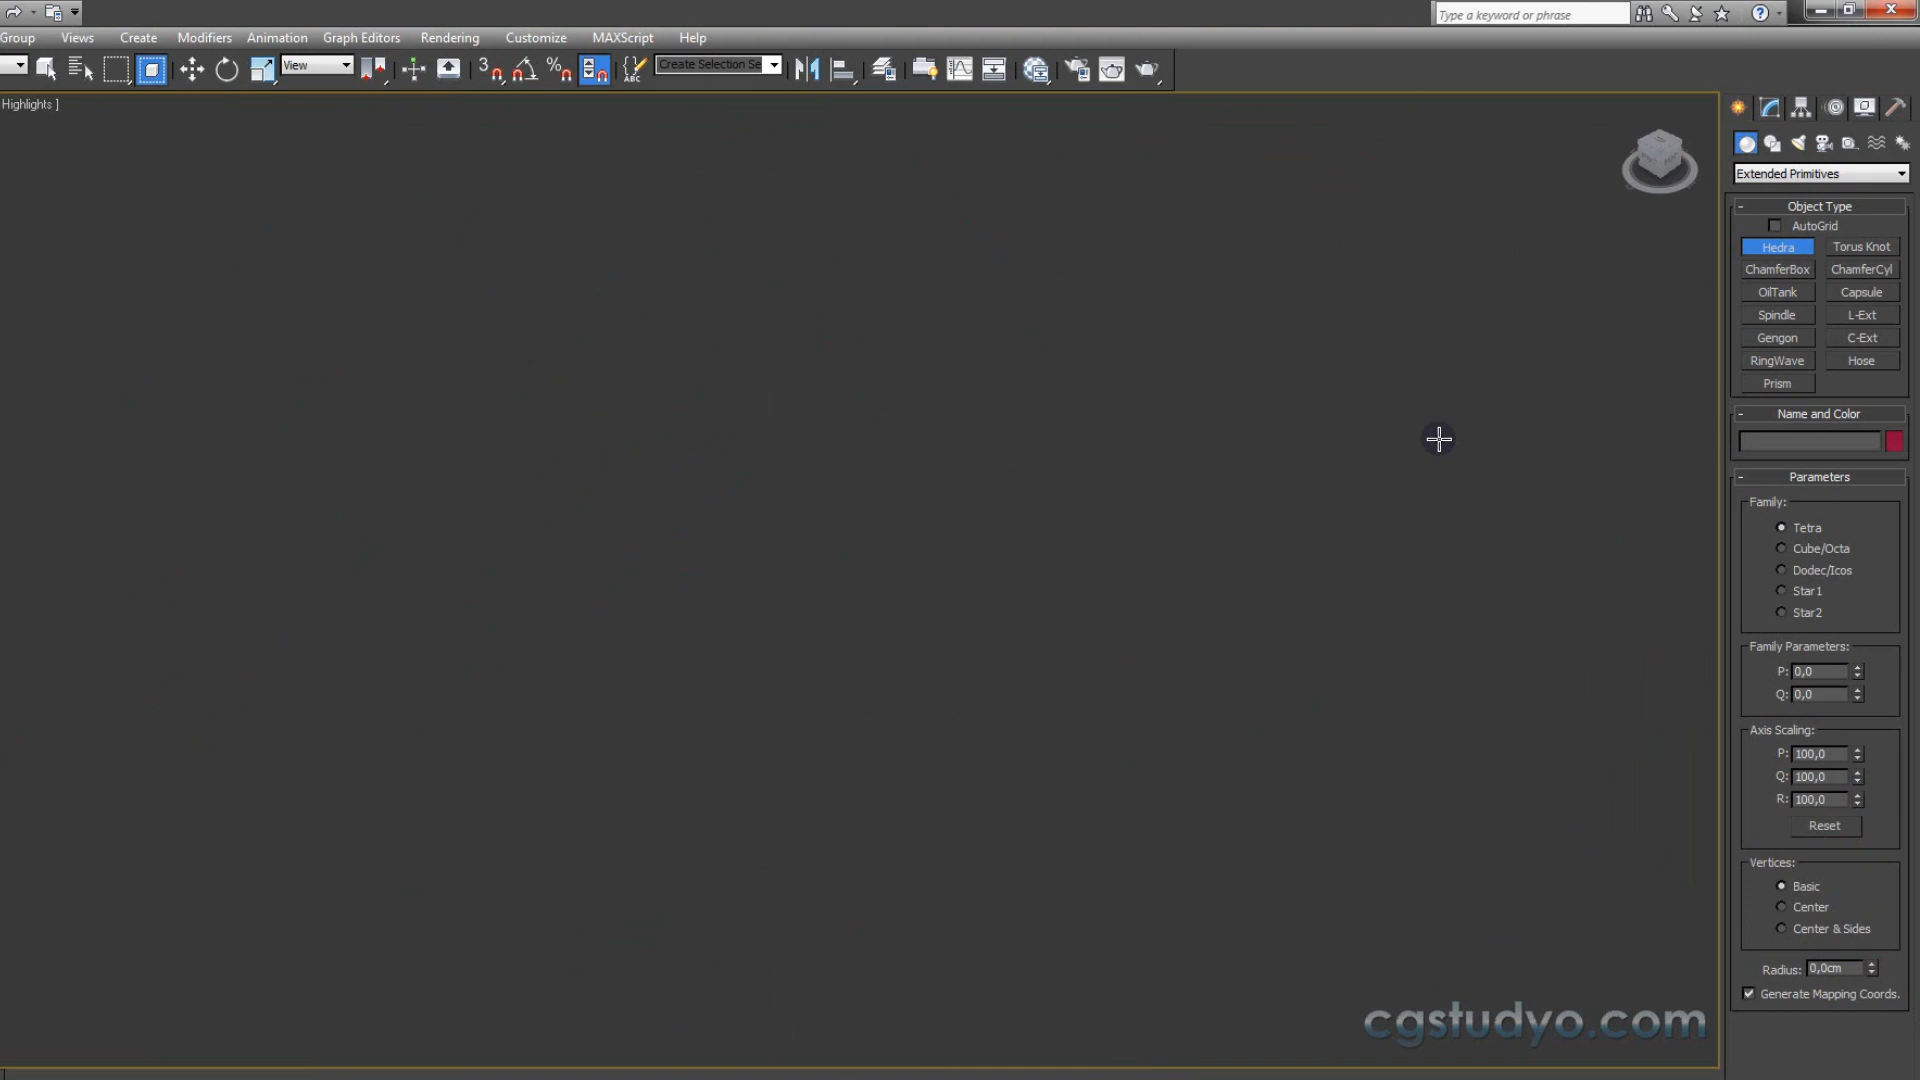 Type a keyword or phrase
Group Views Create Modifiers Animation Graph Editors Rendering Customize MAXScript Help
View
3
%
ABC
Create Selection Se
Highlights ]
Extended Primitives
- Object Type
AutoGrid
Hedra Torus Knot
ChamferBox ChamferCyl
OilTank Capsule
Spindle L-Ext
Gengon C-Ext
RingWave Hose
Prism
- Name and Color
- Parameters
Family:
Tetra
Cube/Octa
Dodec/Icos
Star1
Star2
Family Parameters:
P: 0,0
Q: 0,0
Axis Scaling:
P: 100,0
Q: 100,0
R: 100,0
Reset
Vertices:
Basic
Center
Center & Sides
Radius: 0,0cm
Generate Mapping Coords.
cgstudyo.com